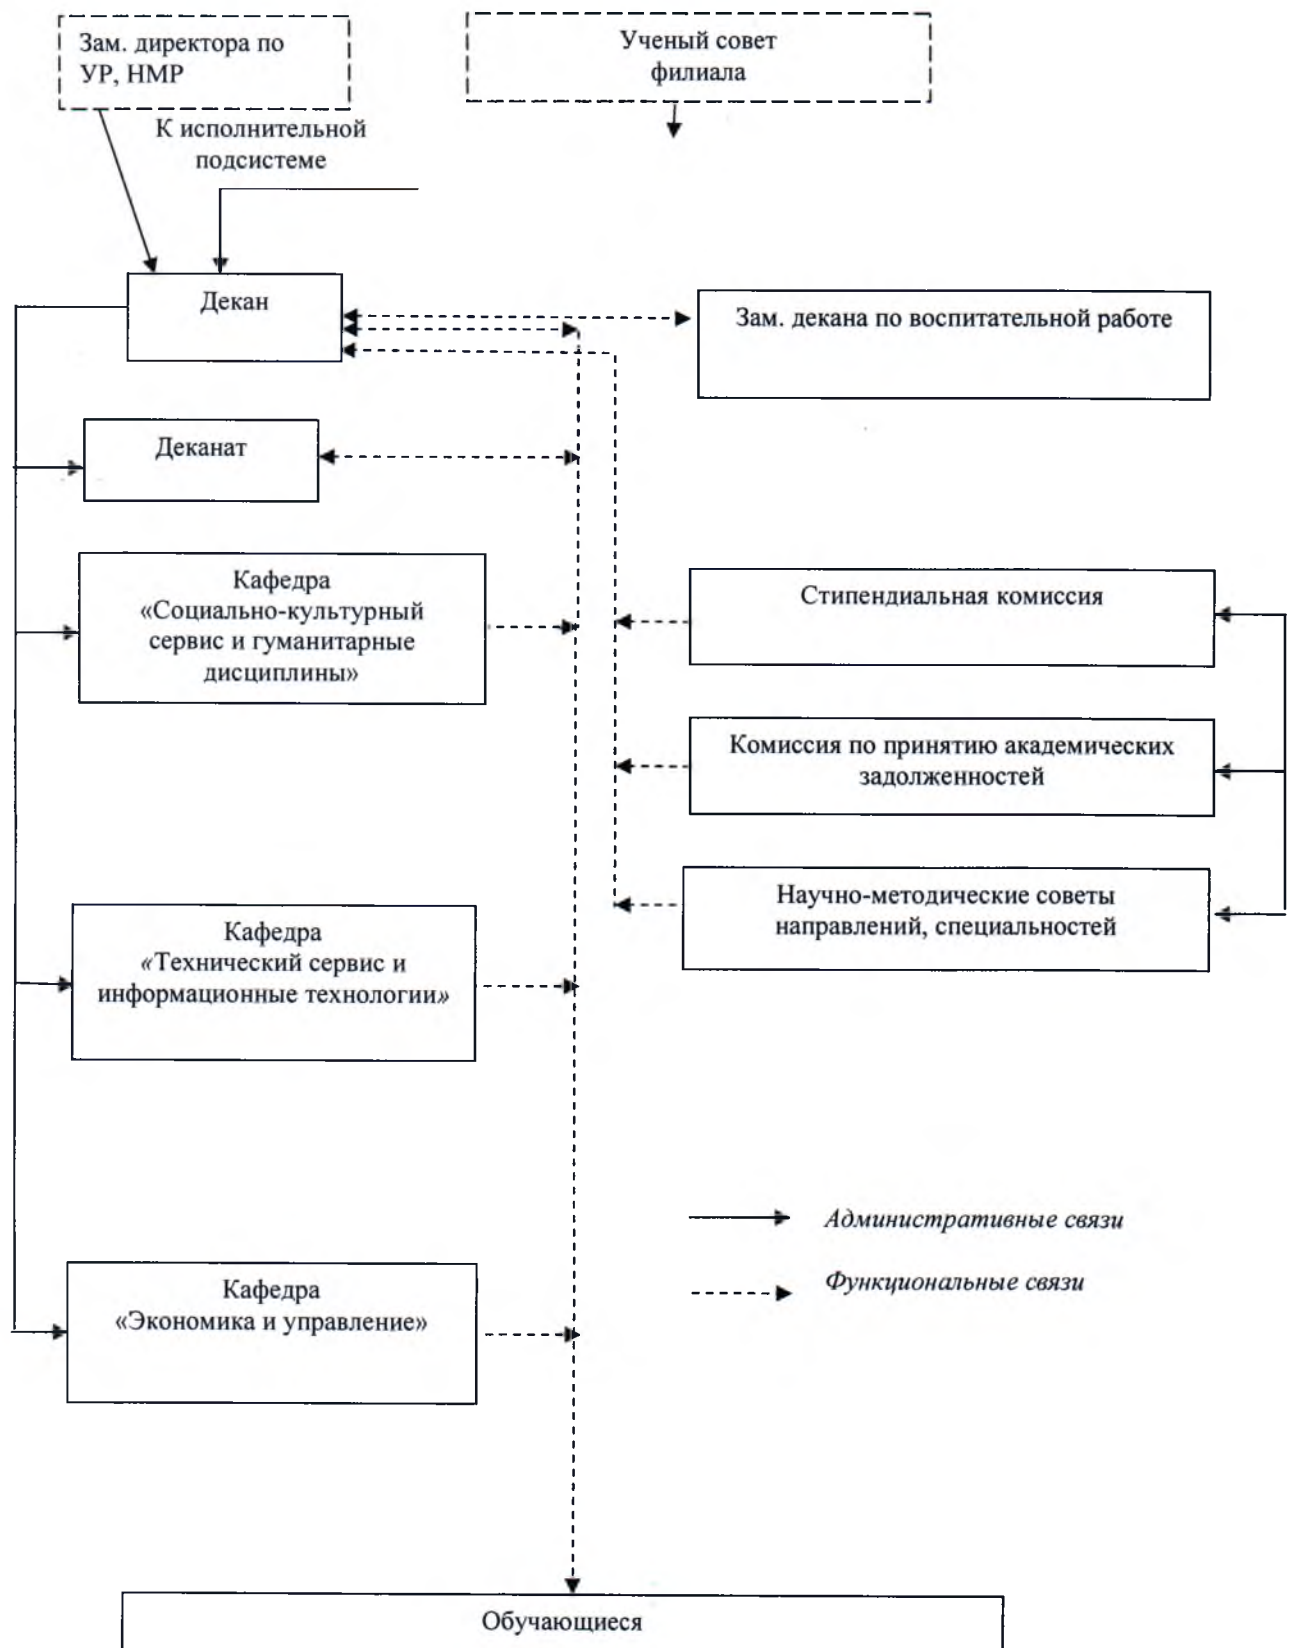 Зам. директора по
УР, НМР
Ученый совет
филиала
К исполнительной
подсистеме
Декан
Зам. декана по воспитательной работе
Деканат
Кафедра
«Социально-культурный
сервис и гуманитарные
дисциплины»
Стипендиальная комиссия
Комиссия по принятию академических
задолженностей
Научно-методические советы
направлений, специальностей
Кафедра
«Технический сервис и
информационные технологии»
Административные связи
Функциональные связи
Кафедра
«Экономика и управление»
Обучающиеся